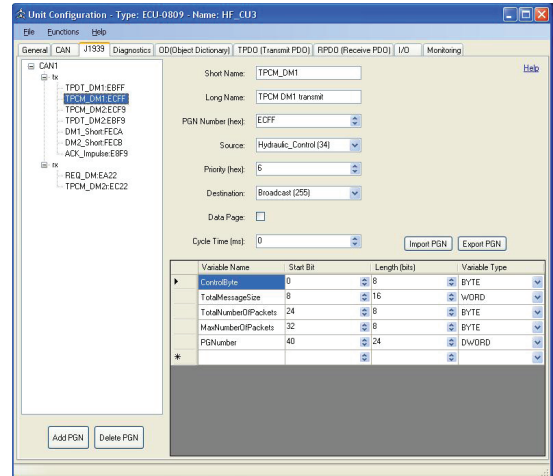 Unit Configuration - Type: ECU-0809 - Name: HF_CU3
File Functions Help
General CAN J1939 Diagnostics OD(Object Dictionary) TPDO (Transmit PDO) RPDO (Receive PDO) I/O Monitoring
CAN1
tx
TPDT_DM1:EBFF
TPCM_DM1:ECFF
TPCM_DM2:ECF9
TPDT_DM2:EBF9
DM1_Short:FECA
DM2_Short:FECB
ACK_Impulse:E8F9
rx
REQ_DM:EA22
TPCM_DM2r:EC22
Add PGN Delete PGN
Help
Short Name: TPCM_DM1
Long Name: TPCM DM1 transmit
PGN Number (hex): ECFF
Source: Hydraulic_Control (34)
Priority (hex): 6
Destination: Broadcast (255)
Data Page:
Cycle Time (ms): 0
Import PGN Export PGN
Variable Name Start Bit Length (bits) Variable Type
ControlByte 0 8 BYTE
TotalMessageSize 8 16 WORD
TotalNumberOfPackets 24 8 BYTE
MaxNumberOfPackets 32 8 BYTE
PGNumber 40 24 DWORD